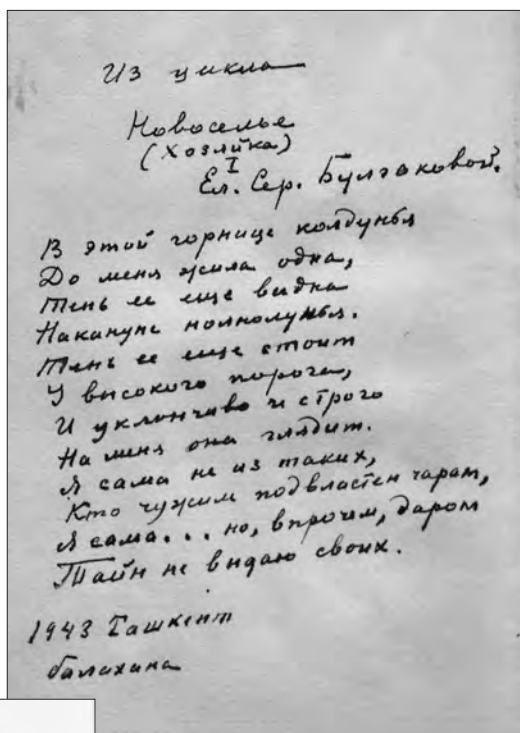 Из цикла
Новоселье
(Хозяйка)
I
Ел. Сер. Булгаковой.
В этой горнице колдунья
До меня жила одна,
Тень ее еще видна
Накануне полнолунья.
Тень ее еще стоит
У высокого порога,
И уклончиво и строго
На меня она глядит.
Я сама не из таких,
Кто чужим подвластен чарам,
Я сама... но, впрочем, даром
Тайн не выдаю своих.
1943 Ташкент
балахана